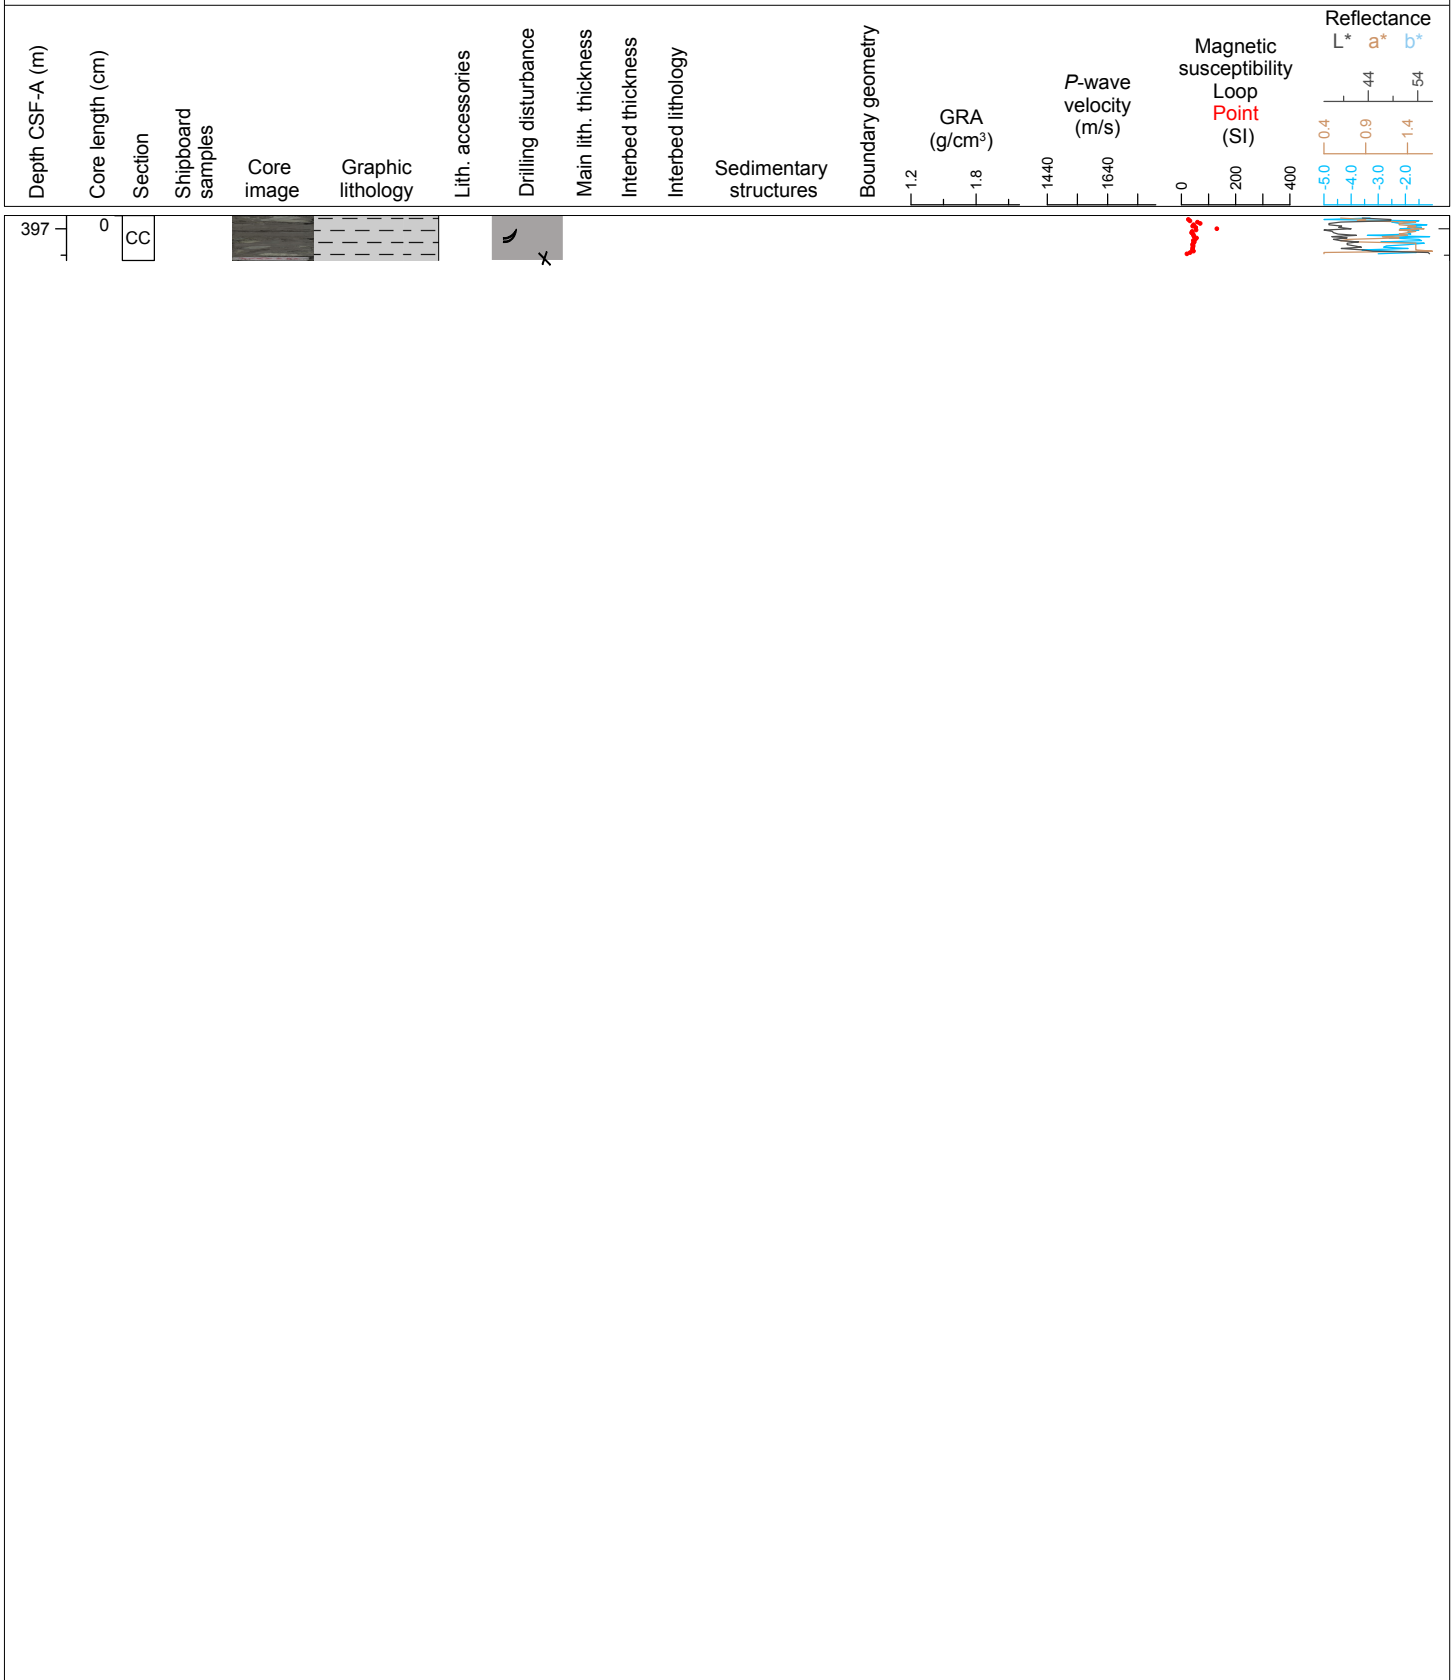 Depth CSF-A (m)
Core length (cm)
Section
Shipboard
samples
Core
image
Graphic
lithology
Lith. accessories
Drilling disturbance
Main lith. thickness
Interbed thickness
Interbed lithology
Sedimentary
structures
Boundary geometry
GRA
(g/cm³)
1.2
1.8
P-wave
velocity
(m/s)
1440
1640
Magnetic
susceptibility
Loop
Point
(SI)
0
200
400
Reflectance
L* a* b*
44
54
0.4
0.9
1.4
-5.0
-4.0
-3.0
-2.0
397
0
CC